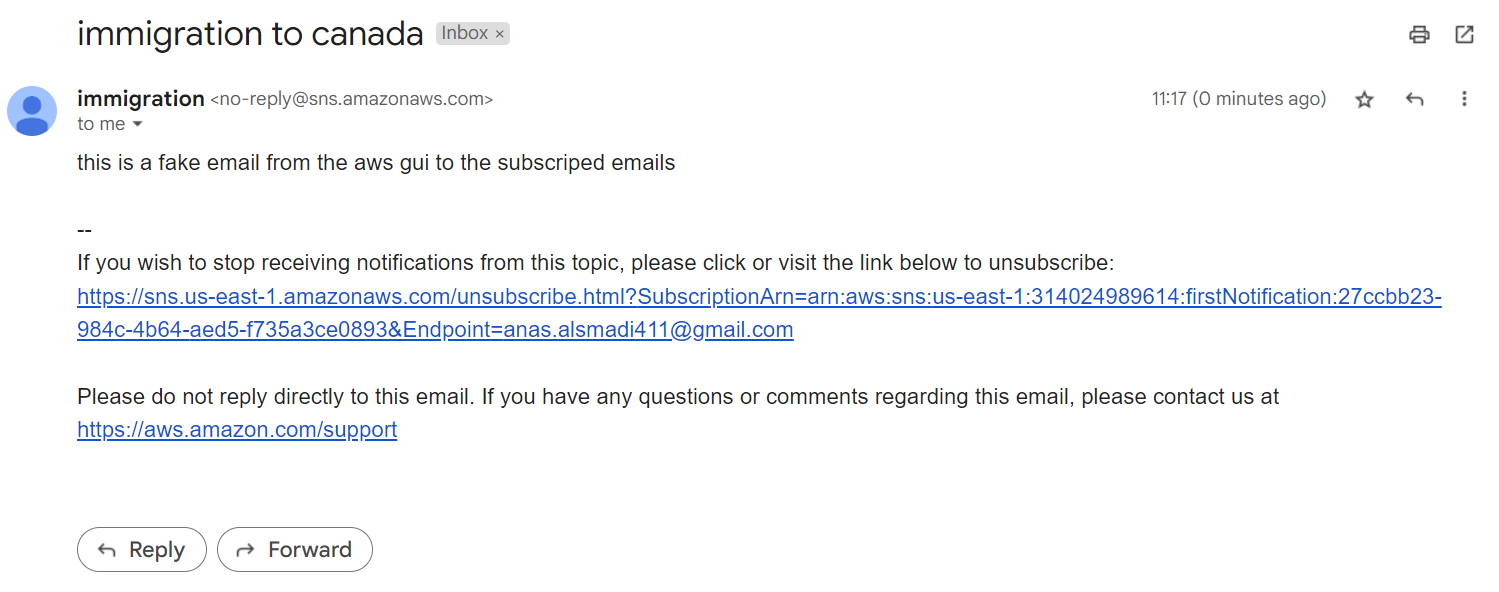 immigration to canada Inbox ×
immigration <no-reply@sns.amazonaws.com> 11:17 (0 minutes ago)
to me
this is a fake email from the aws gui to the subscriped emails
--
If you wish to stop receiving notifications from this topic, please click or visit the link below to unsubscribe:
https://sns.us-east-1.amazonaws.com/unsubscribe.html?SubscriptionArn=arn:aws:sns:us-east-1:314024989614:firstNotification:27ccbb23-
984c-4b64-aed5-f735a3ce0893&Endpoint=anas.alsmadi411@gmail.com
Please do not reply directly to this email. If you have any questions or comments regarding this email, please contact us at
https://aws.amazon.com/support
Reply Forward